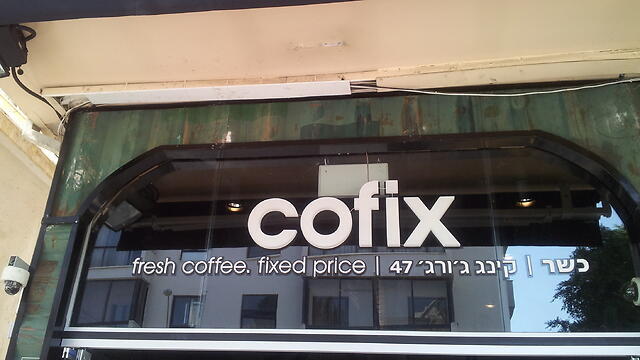 cofix
fresh coffee. fixed price | קינג ג'ורג' 47 | כשר